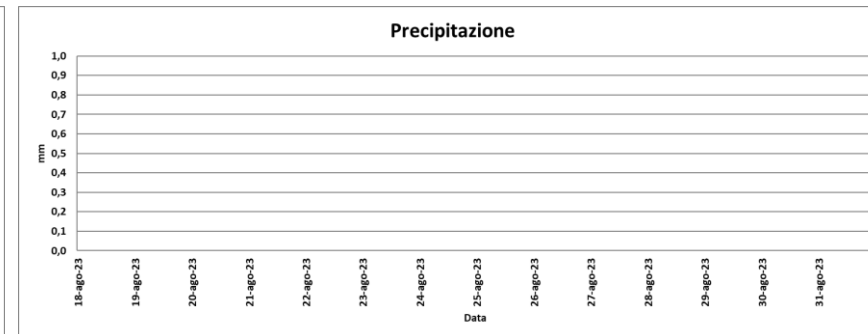 Precipitazione
1,0
0,9
0,8
0,7
0,6
0,5
0,4
0,3
0,2
0,1
0,0
mm
18-ago-23
19-ago-23
20-ago-23
21-ago-23
22-ago-23
23-ago-23
24-ago-23
25-ago-23
26-ago-23
27-ago-23
28-ago-23
29-ago-23
30-ago-23
31-ago-23
Data